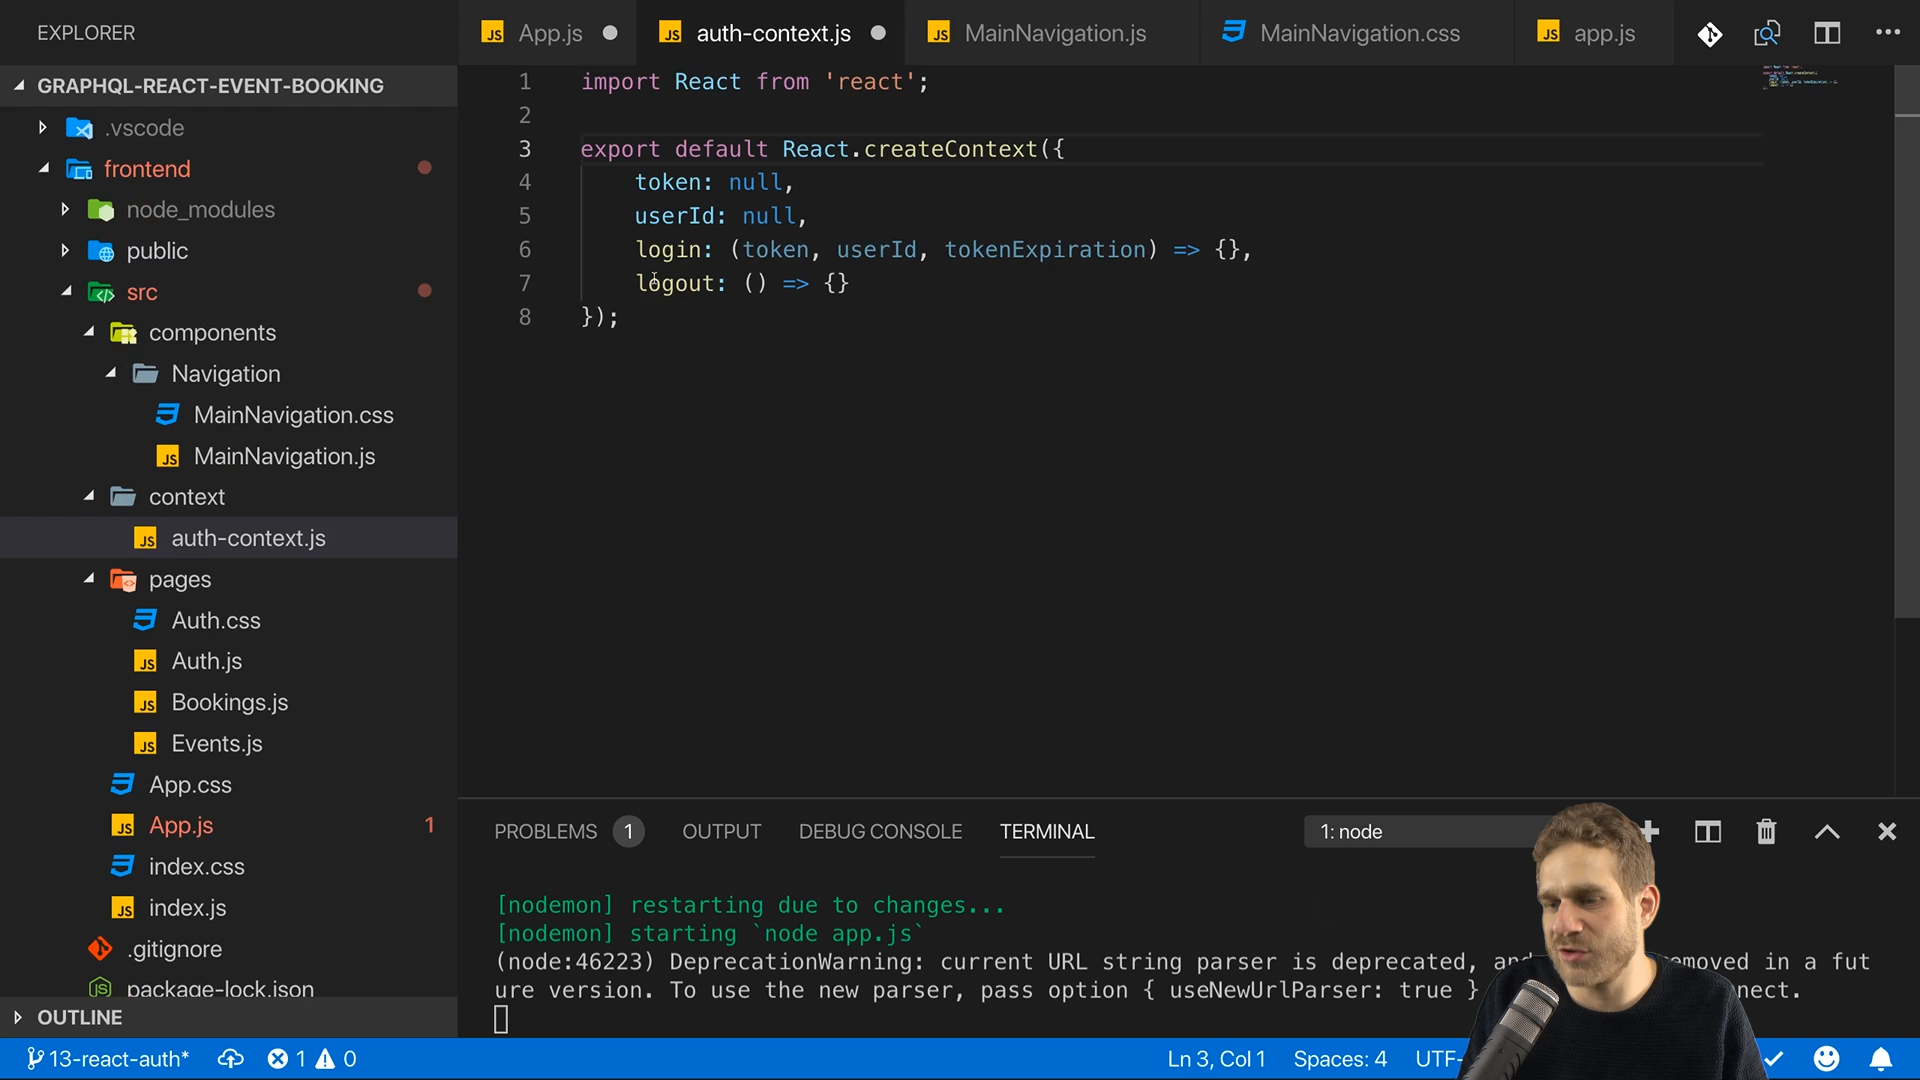 EXPLORER
GRAPHQL-REACT-EVENT-BOOKING
.vscode
frontend
node_modules
public
src
components
Navigation
MainNavigation.css
MainNavigation.js
context
auth-context.js
pages
Auth.css
Auth.js
Bookings.js
Events.js
App.css
App.js 1
index.css
index.js
.gitignore
package-lock.json
OUTLINE
App.js
auth-context.js
MainNavigation.js
MainNavigation.css
app.js
1 import React from 'react';
2
3 export default React.createContext({
4 token: null,
5 userId: null,
6 login: (token, userId, tokenExpiration) => {},
7 logout: () => {}
8 });
PROBLEMS 1 OUTPUT DEBUG CONSOLE TERMINAL 1: node
[nodemon] restarting due to changes...
[nodemon] starting `node app.js`
(node:46223) DeprecationWarning: current URL string parser is deprecated, and emoved in a fut
ure version. To use the new parser, pass option { useNewUrlParser: true } nect.
13-react-auth* 1 0 Ln 3, Col 1 Spaces: 4 UTF-